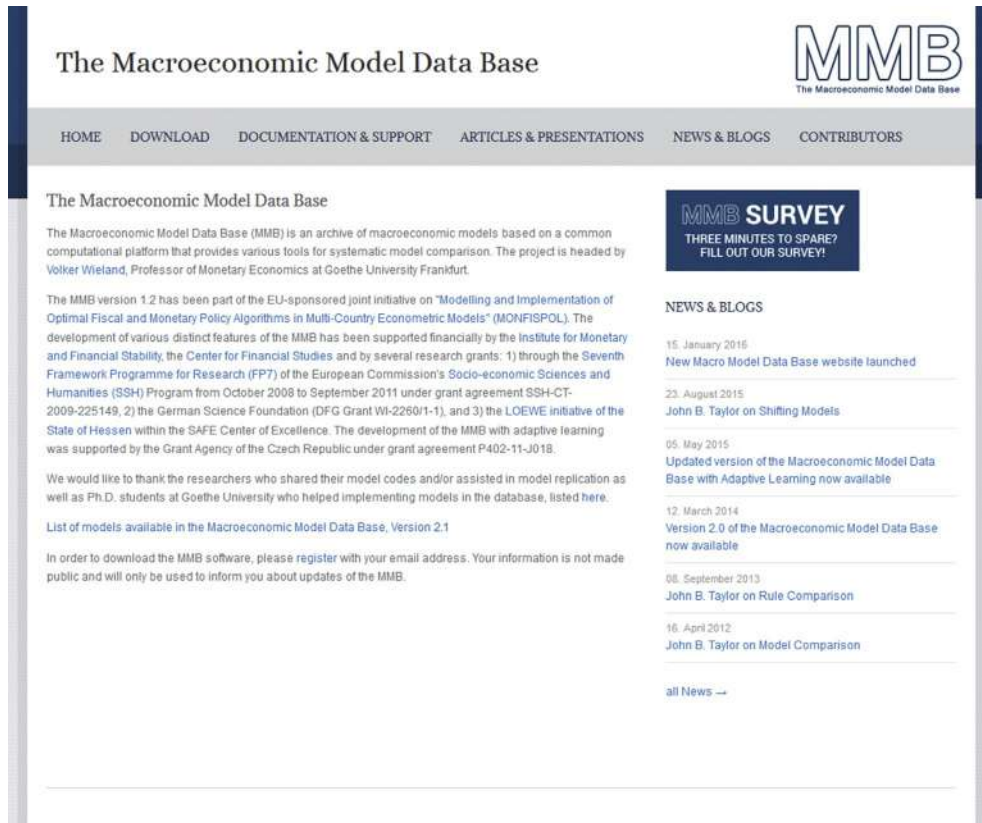 The Macroeconomic Model Data Base
MMB
The Macroeconomic Model Data Base
HOME DOWNLOAD DOCUMENTATION & SUPPORT ARTICLES & PRESENTATIONS NEWS & BLOGS CONTRIBUTORS
The Macroeconomic Model Data Base
The Macroeconomic Model Data Base (MMB) is an archive of macroeconomic models based on a common
computational platform that provides various tools for systematic model comparison. The project is headed by
Volker Wieland, Professor of Monetary Economics at Goethe University Frankfurt.
The MMB version 1.2 has been part of the EU-sponsored joint initiative on "Modelling and Implementation of
Optimal Fiscal and Monetary Policy Algorithms in Multi-Country Econometric Models" (MONFISPOL). The
development of various distinct features of the MMB has been supported financially by the Institute for Monetary
and Financial Stability, the Center for Financial Studies and by several research grants: 1) through the Seventh
Framework Programme for Research (FP7) of the European Commission's Socio-economic Sciences and
Humanities (SSH) Program from October 2008 to September 2011 under grant agreement SSH-CT-
2009-225149, 2) the German Science Foundation (DFG Grant WI-2260/1-1), and 3) the LOEWE initiative of the
State of Hessen within the SAFE Center of Excellence. The development of the MMB with adaptive learning
was supported by the Grant Agency of the Czech Republic under grant agreement P402-11-J018.
We would like to thank the researchers who shared their model codes and/or assisted in model replication as
well as Ph.D. students at Goethe University who helped implementing models in the database, listed here.
List of models available in the Macroeconomic Model Data Base, Version 2.1
In order to download the MMB software, please register with your email address. Your information is not made
public and will only be used to inform you about updates of the MMB.
MMB SURVEY
THREE MINUTES TO SPARE?
FILL OUT OUR SURVEY!
NEWS & BLOGS
15. January 2016
New Macro Model Data Base website launched
23. August 2015
John B. Taylor on Shifting Models
05. May 2015
Updated version of the Macroeconomic Model Data
Base with Adaptive Learning now available
12. March 2014
Version 2.0 of the Macroeconomic Model Data Base
now available
08. September 2013
John B. Taylor on Rule Comparison
16. April 2012
John B. Taylor on Model Comparison
all News →